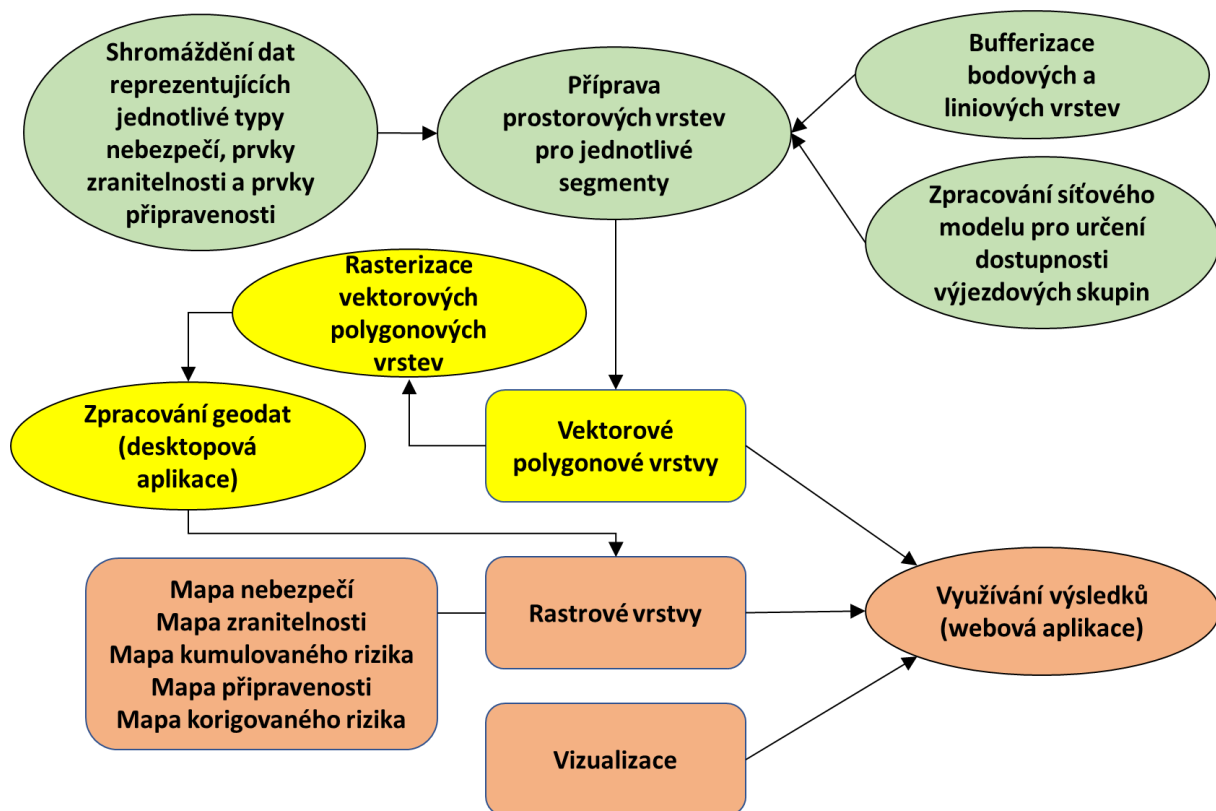 Shromáždění dat
reprezentujících
jednotlivé typy
nebezpečí, prvky
zranitelnosti a prvky
připravenosti
Příprava
prostorových vrstev
pro jednotlivé
segmenty
Bufferizace
bodových a
liniových vrstev
Zpracování síťového
modelu pro určení
dostupnosti
výjezdových skupin
Rasterizace
vektorových
polygonových
vrstev
Zpracování geodat
(desktopová
aplikace)
Vektorové
polygonové vrstvy
Mapa nebezpečí
Mapa zranitelnosti
Mapa kumulovaného rizika
Mapa připravenosti
Mapa korigovaného rizika
Rastrové vrstvy
Využívání výsledků
(webová aplikace)
Vizualizace